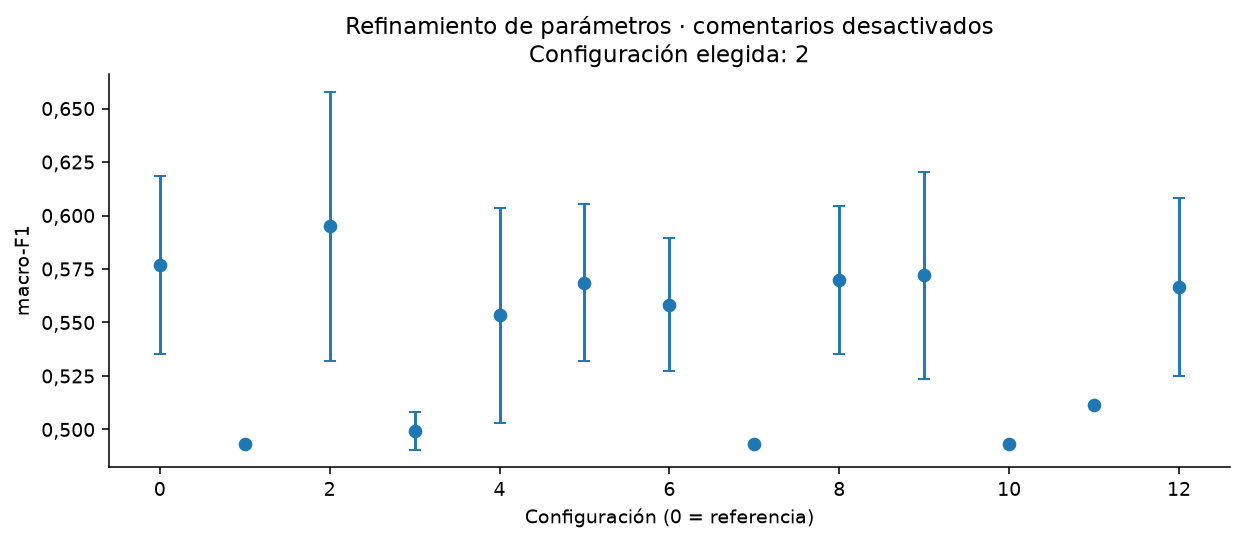 Refinamiento de parámetros · comentarios desactivados
Configuración elegida: 2
macro-F1
0,650
0,625
0,600
0,575
0,550
0,525
0,500
0 2 4 6 8 10 12
Configuración (0 = referencia)